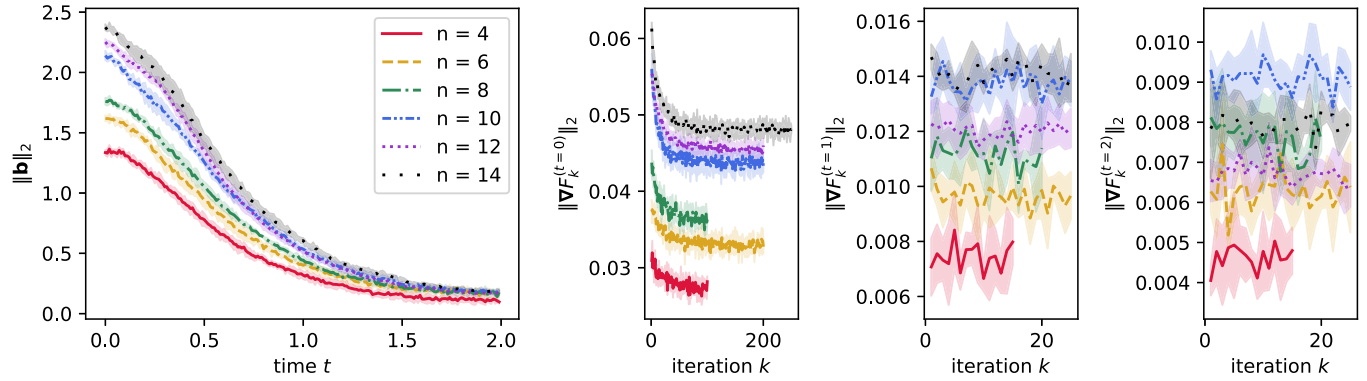 2.5
2.0
1.5
1.0
0.5
0.0
‖b‖₂
0.0 0.5 1.0 1.5 2.0
time t
n = 4
n = 6
n = 8
n = 10
n = 12
n = 14
0.06
0.05
0.04
0.03
‖∇F_k^(t=0)‖₂
0 200
iteration k
0.016
0.014
0.012
0.010
0.008
0.006
‖∇F_k^(t=1)‖₂
0 20
iteration k
0.010
0.009
0.008
0.007
0.006
0.005
0.004
‖∇F_k^(t=2)‖₂
0 20
iteration k